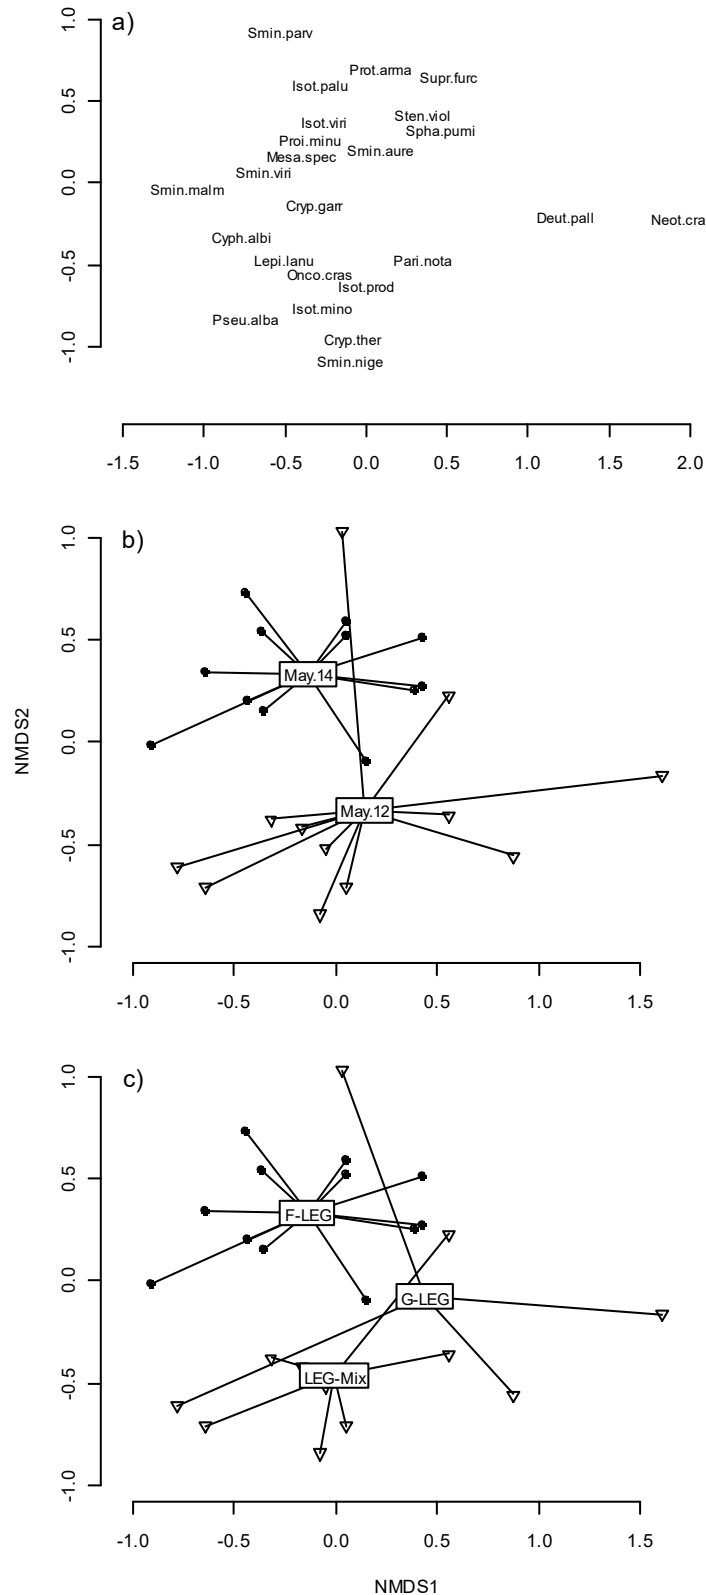 a)
1.0
Smin.parv
Prot.arma
Supr.furc
Isot.palu
0.5
Sten.viol
Isot.viri
Spha.pumi
Proi.minu
Smin.aure
Mesa.spec
Smin.viri
0.0
Smin.malm
Cryp.garr
Deut.pall
Neot.cra
Cyph.albi
-0.5
Lepi.lanu
Pari.nota
Onco.cras
Isot.prod
Isot.mino
Pseu.alba
-1.0
Cryp.ther
Smin.nige
-1.5 -1.0 -0.5 0.0 0.5 1.0 1.5 2.0
b)
1.0
0.5
May.14
NMDS2
0.0
May.12
-0.5
-1.0
-1.0 -0.5 0.0 0.5 1.0 1.5
c)
1.0
0.5
F-LEG
0.0
G-LEG
LEG-Mix
-0.5
-1.0
-1.0 -0.5 0.0 0.5 1.0 1.5
NMDS1